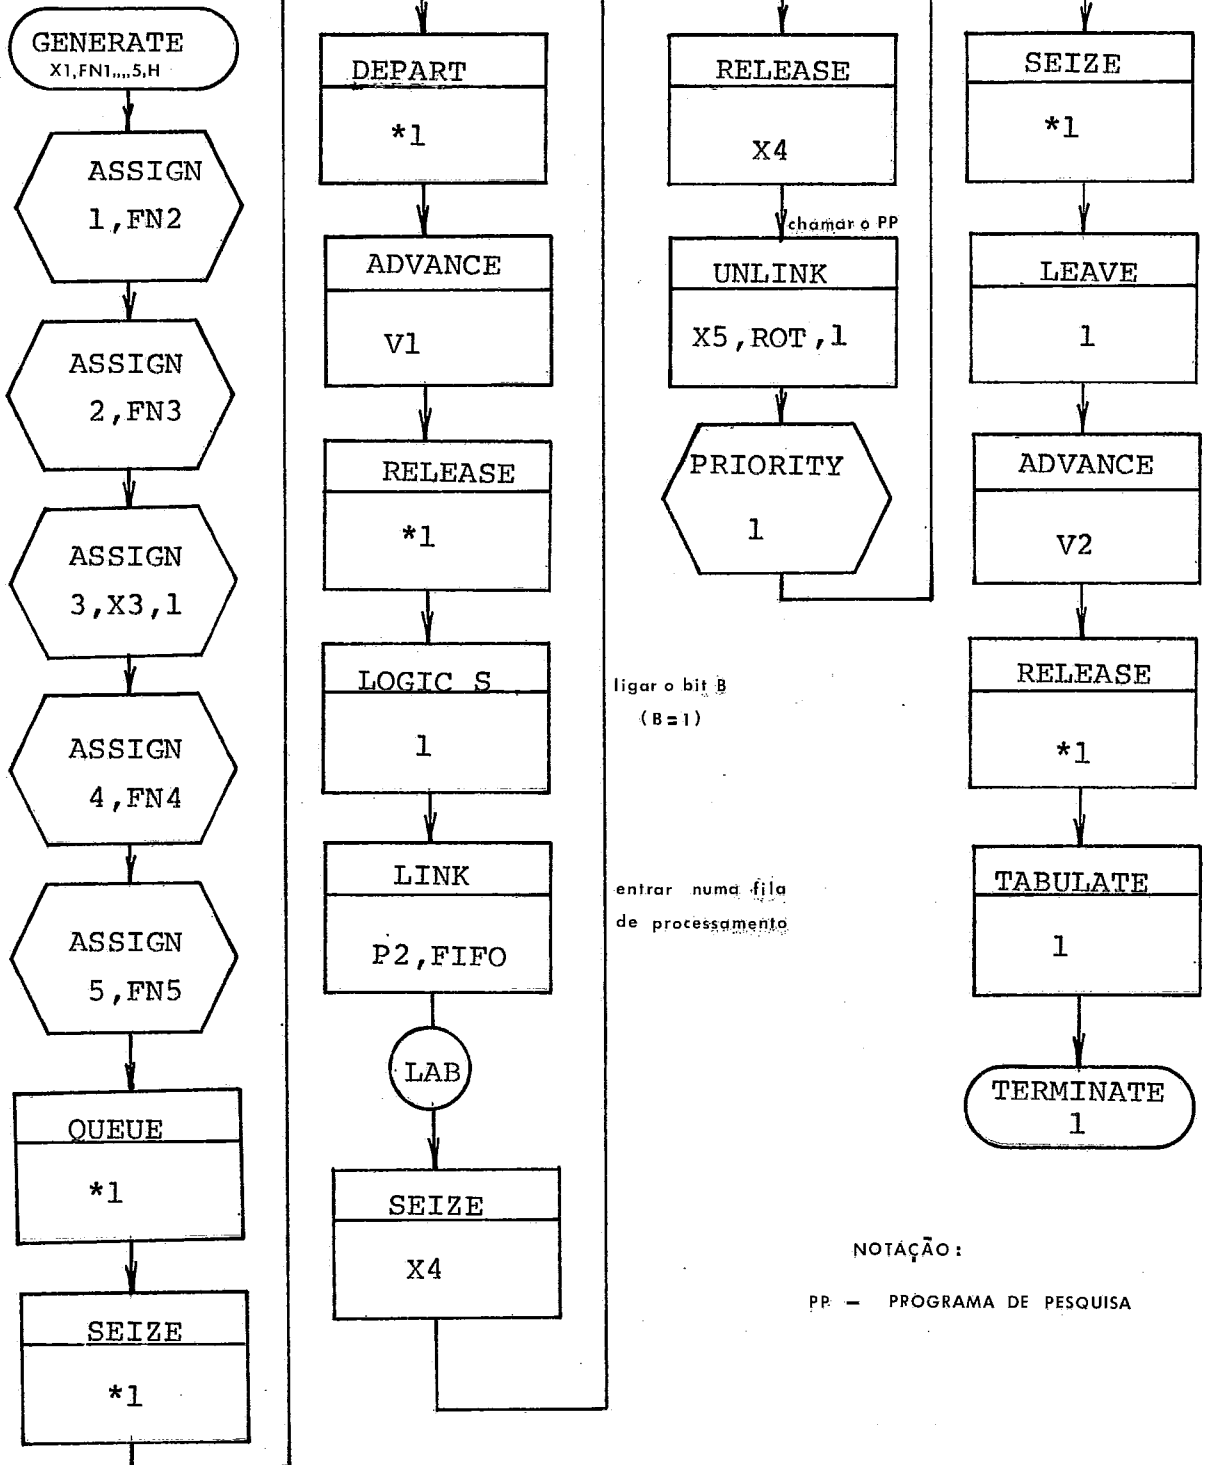 GENERATE
X1,FN1,,,,5,H
ASSIGN
1,FN2
ASSIGN
2,FN3
ASSIGN
3,X3,1
ASSIGN
4,FN4
ASSIGN
5,FN5
QUEUE
*1
SEIZE
*1
DEPART
*1
ADVANCE
V1
RELEASE
*1
LOGIC S
1
ligar o bit B
(B=1)
LINK
P2,FIFO
entrar numa fila
de processamento
LAB
SEIZE
X4
RELEASE
X4
chamar o PP
UNLINK
X5,ROT,1
PRIORITY
1
SEIZE
*1
LEAVE
1
ADVANCE
V2
RELEASE
*1
TABULATE
1
TERMINATE
1
NOTAÇÃO:
PP — PROGRAMA DE PESQUISA